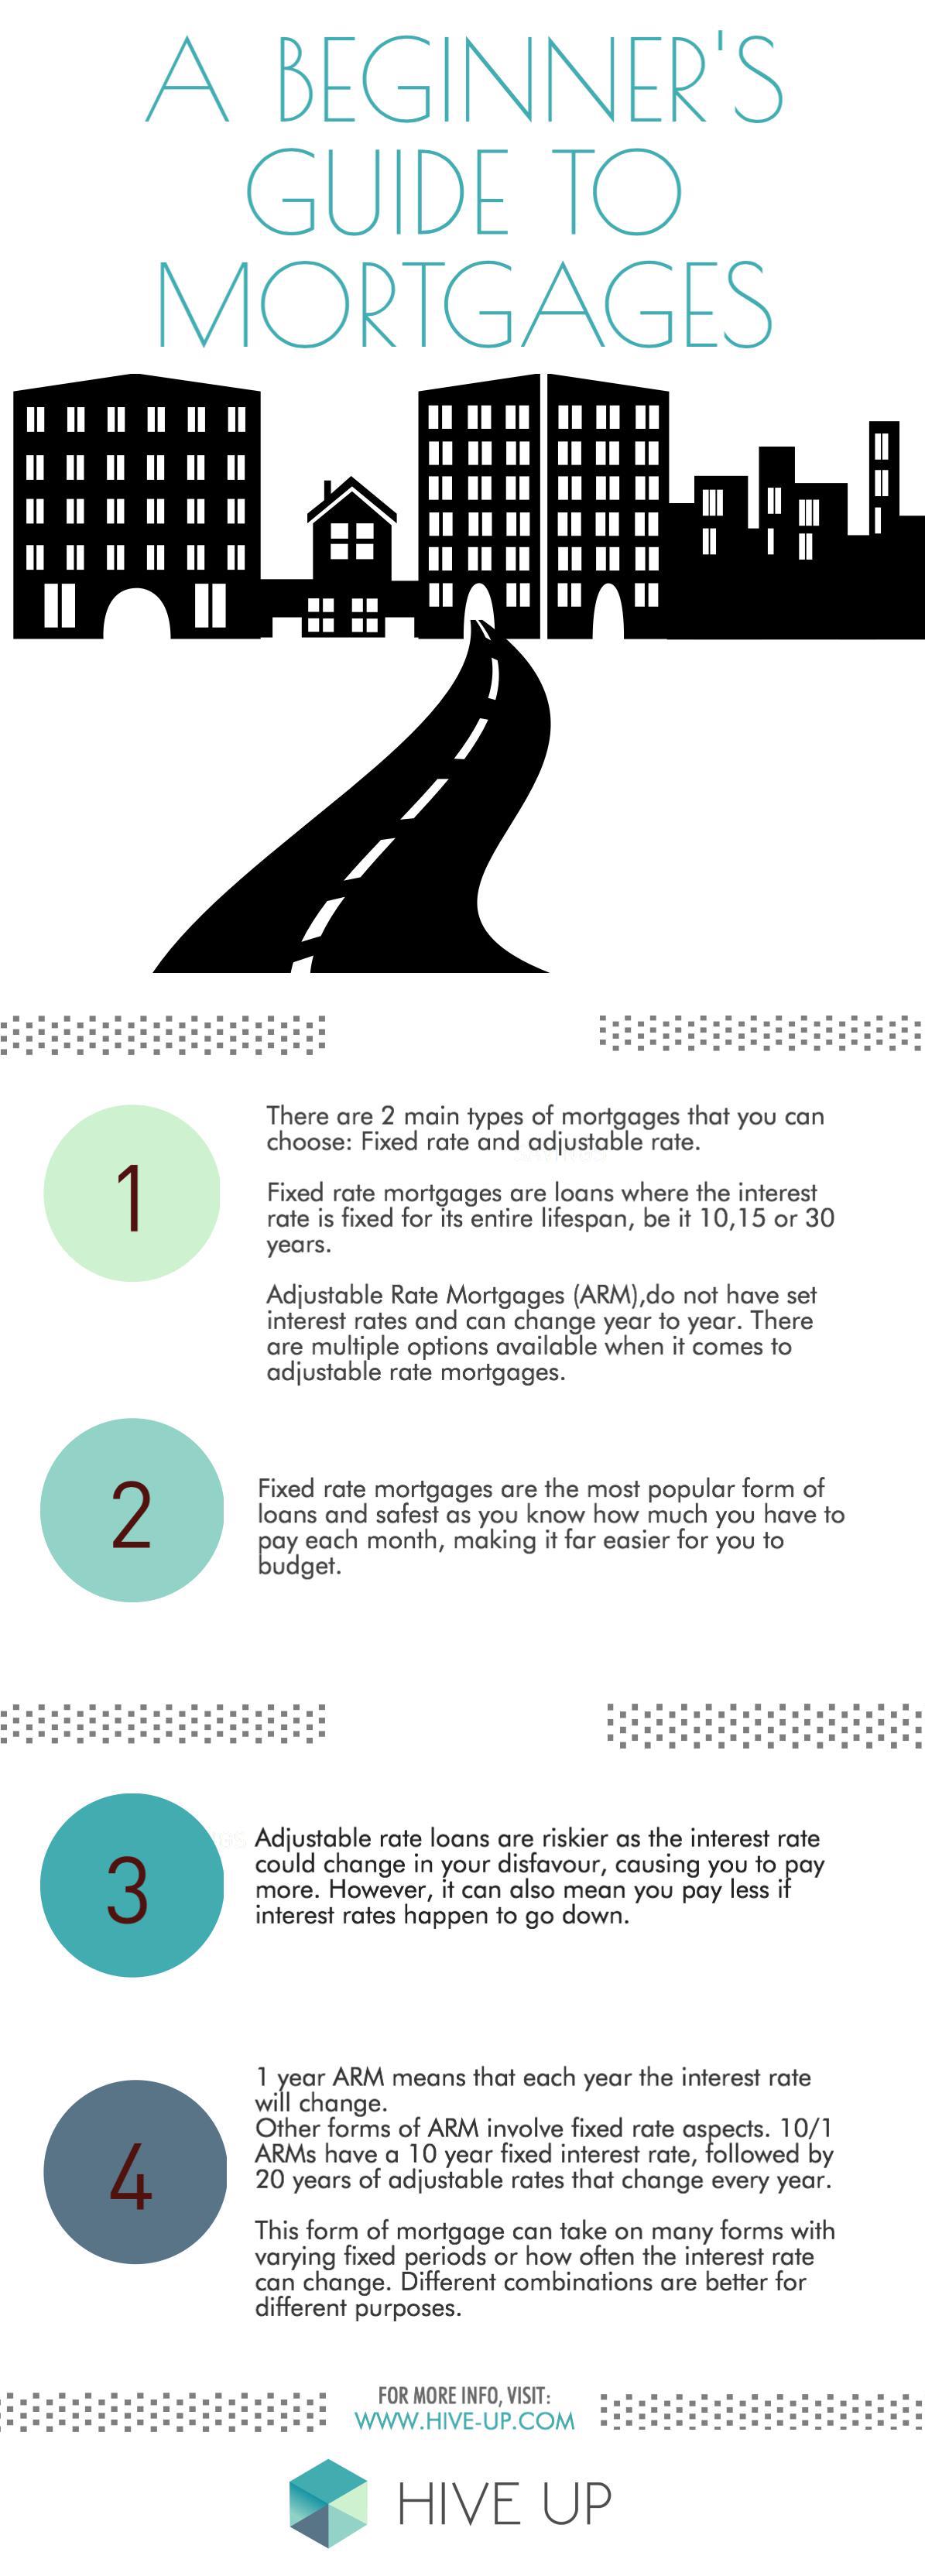 A BEGINNER'S
GUIDE TO
MORTGAGES
1
There are 2 main types of mortgages that you can
choose: Fixed rate and adjustable rate.
Fixed rate mortgages are loans where the interest
rate is fixed for its entire lifespan, be it 10,15 or 30
years.
Adjustable Rate Mortgages (ARM),do not have set
interest rates and can change year to year. There
are multiple options available when it comes to
adjustable rate mortgages.
2
Fixed rate mortgages are the most popular form of
loans and safest as you know how much you have to
pay each month, making it far easier for you to
budget.
3
Adjustable rate loans are riskier as the interest rate
could change in your disfavour, causing you to pay
more. However, it can also mean you pay less if
interest rates happen to go down.
4
1 year ARM means that each year the interest rate
will change.
Other forms of ARM involve fixed rate aspects. 10/1
ARMs have a 10 year fixed interest rate, followed by
20 years of adjustable rates that change every year.
This form of mortgage can take on many forms with
varying fixed periods or how often the interest rate
can change. Different combinations are better for
different purposes.
FOR MORE INFO, VISIT:
WWW.HIVE-UP.COM
HIVE UP